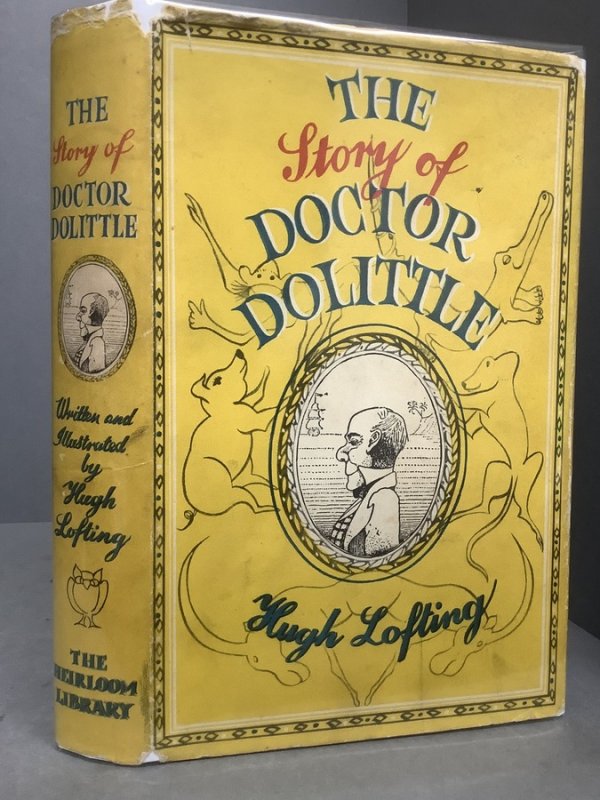 THE
Story of
DOCTOR
DOLITTLE
Written and
Illustrated
by
Hugh
Lofting
THE
HEIRLOOM
LIBRARY
THE
Story of
DOCTOR
DOLITTLE
Hugh Lofting